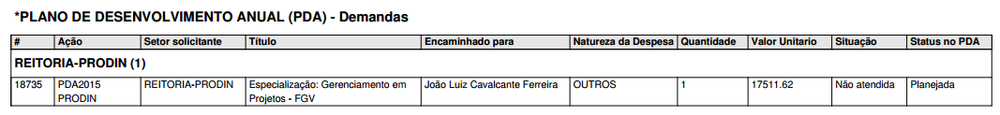 *PLANO DE DESENVOLVIMENTO ANUAL (PDA) - Demandas
# Ação Setor solicitante Título Encaminhado para Natureza da Despesa Quantidade Valor Unitario Situação Status no PDA
REITORIA-PRODIN (1)
18735 PDA2015 REITORIA-PRODIN Especialização: Gerenciamento em João Luiz Cavalcante Ferreira OUTROS 1 17511.62 Não atendida Planejada
PRODIN Projetos - FGV